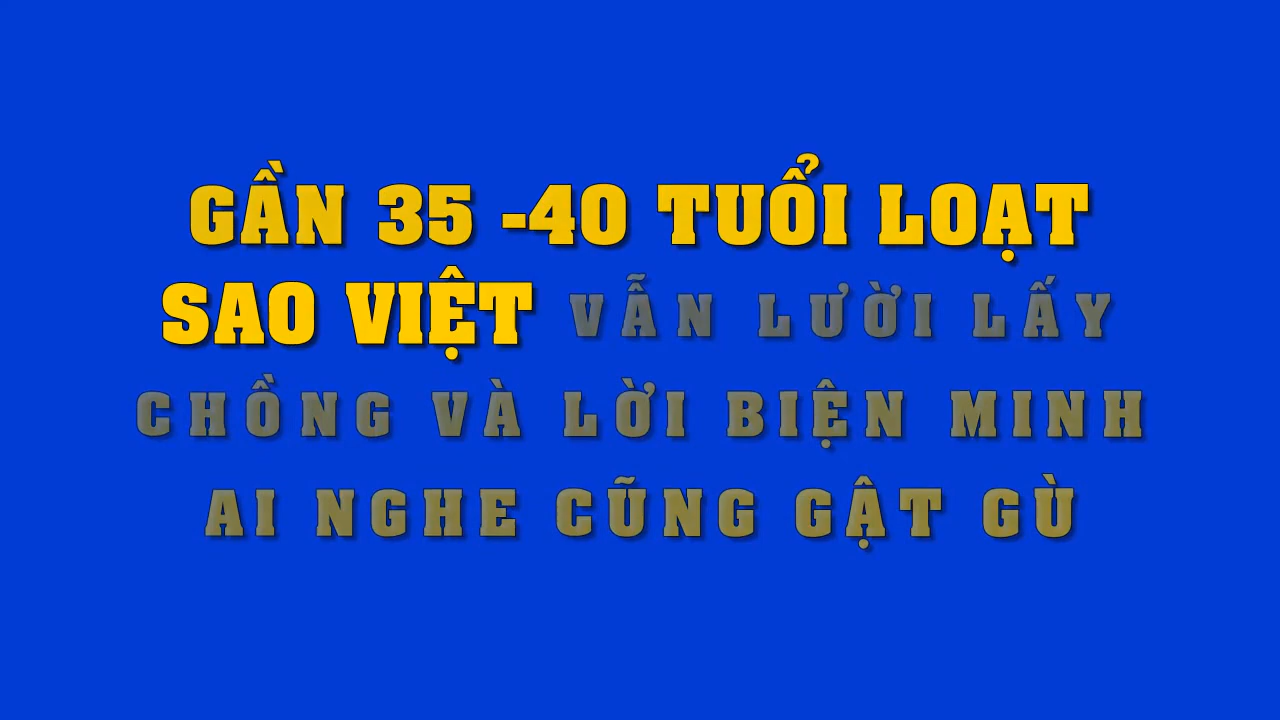 GẦN 35 -40 TUỔI LOẠT
SAO VIỆT VẪN LƯỜI LẤY
CHỒNG VÀ LỜI BIỆN MINH
AI NGHE CŨNG GẬT GÙ